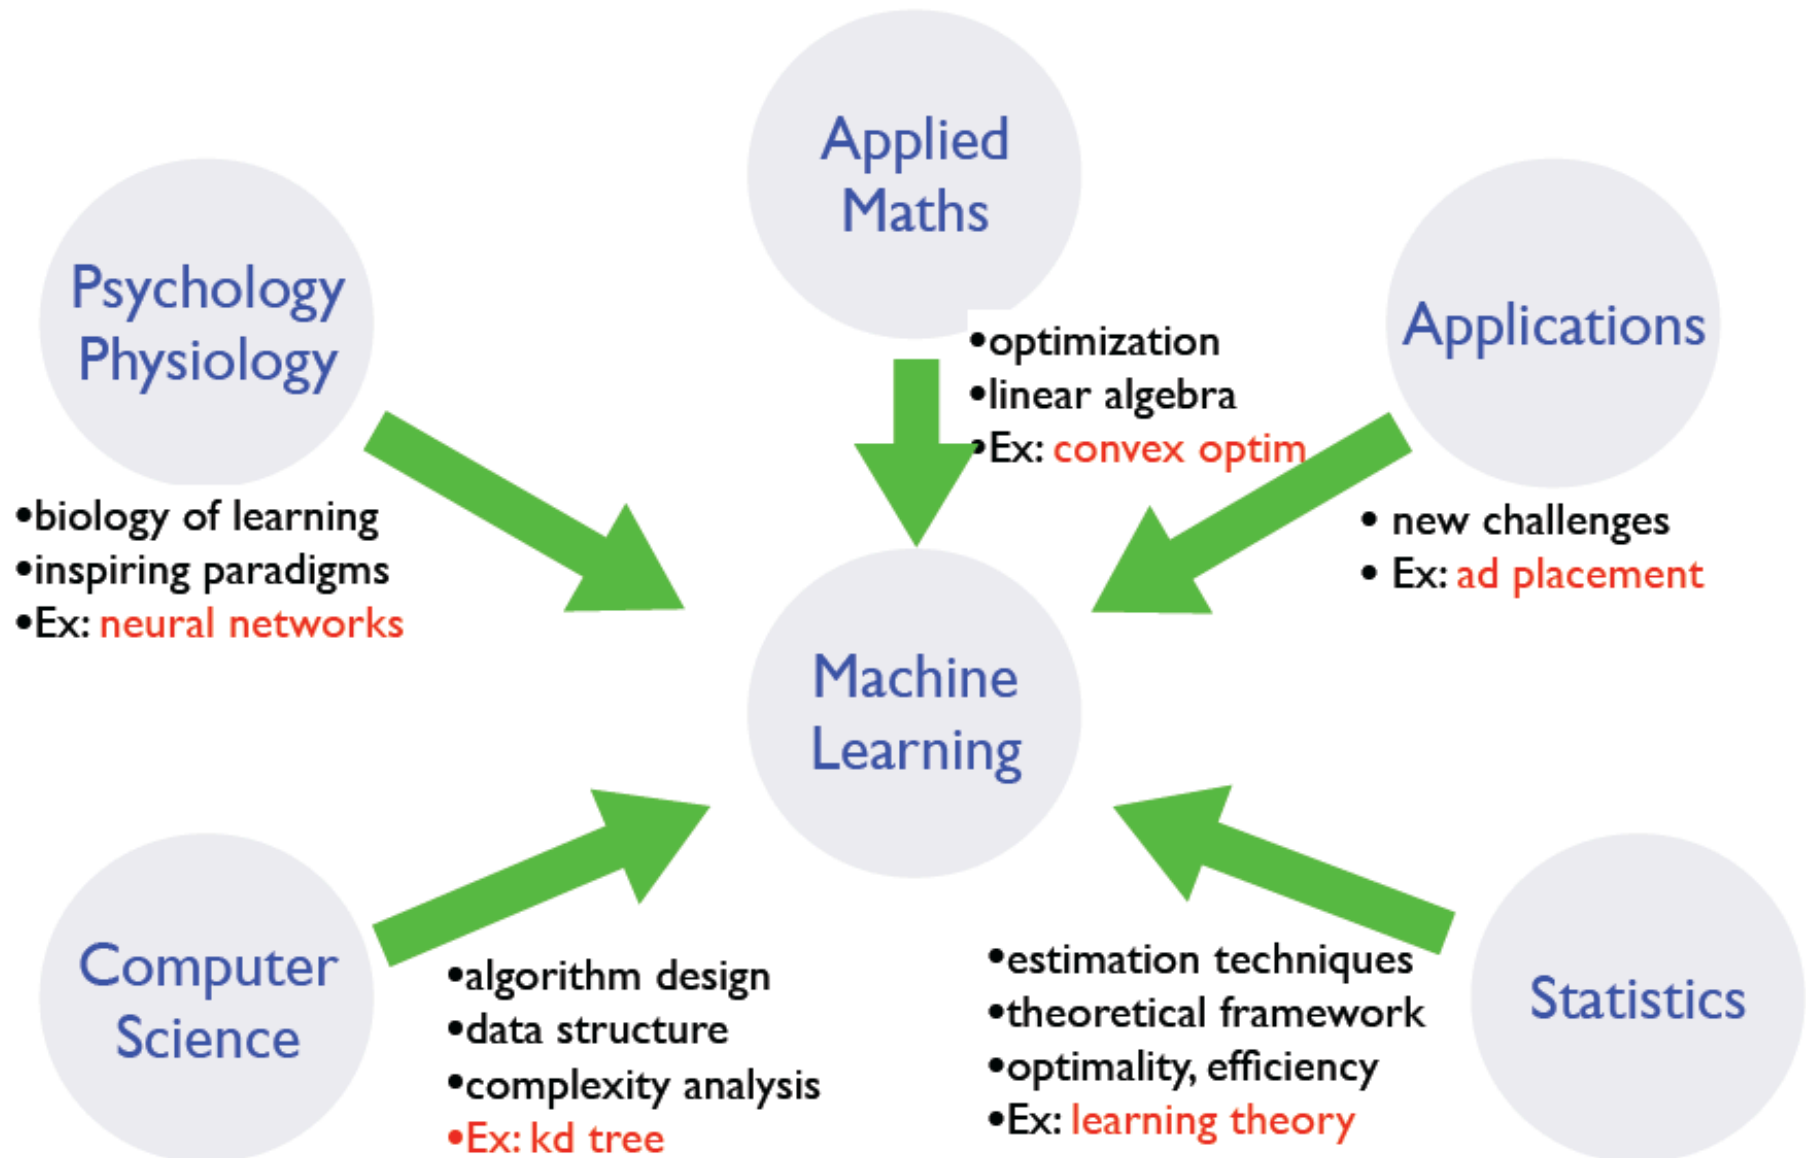 Applied
Maths
Psychology
Physiology
Applications
•optimization
•linear algebra
•Ex: convex optim
•biology of learning
•inspiring paradigms
•Ex: neural networks
• new challenges
• Ex: ad placement
Machine
Learning
Computer
Science
•algorithm design
•data structure
•complexity analysis
•Ex: kd tree
•estimation techniques
•theoretical framework
•optimality, efficiency
•Ex: learning theory
Statistics